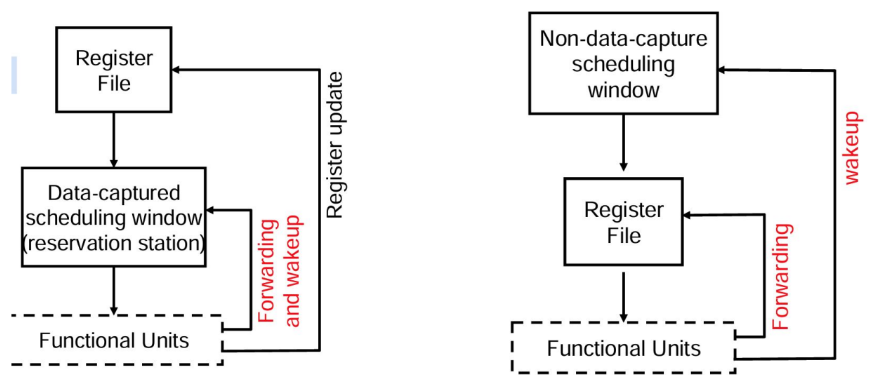 Register
File
Register update
Data-captured
scheduling window
(reservation station)
Forwarding
and wakeup
Functional Units
Non-data-capture
scheduling
window
wakeup
Register
File
Forwarding
Functional Units